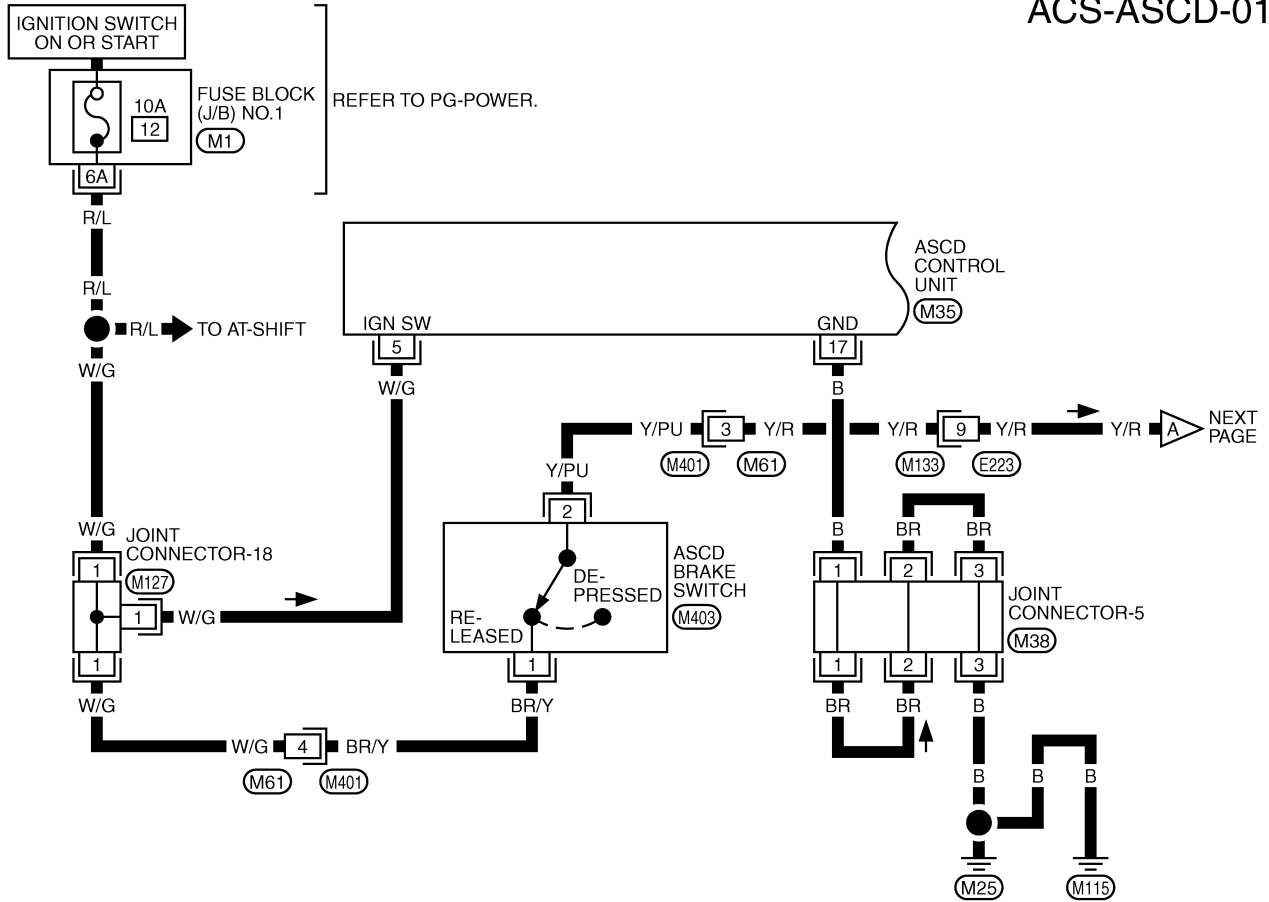 ACS-ASCD-01
IGNITION SWITCH
ON OR START
10A
12
FUSE BLOCK
(J/B) NO.1
M1
REFER TO PG-POWER.
6A
R/L
R/L
R/L
TO AT-SHIFT
W/G
ASCD
CONTROL
UNIT
M35
IGN SW
GND
5
17
W/G
B
Y/PU
3
Y/R
Y/R
9
Y/R
Y/R
A
NEXT
PAGE
M401
M61
M133
E223
Y/PU
2
W/G
B
BR
BR
JOINT
CONNECTOR-18
M127
1
1
W/G
1
DE-
PRESSED
RE-
LEASED
ASCD
BRAKE
SWITCH
M403
1
1
2
3
JOINT
CONNECTOR-5
M38
1
2
3
W/G
BR/Y
BR
BR
B
W/G
4
BR/Y
M61
M401
B
B
B
M25
M115